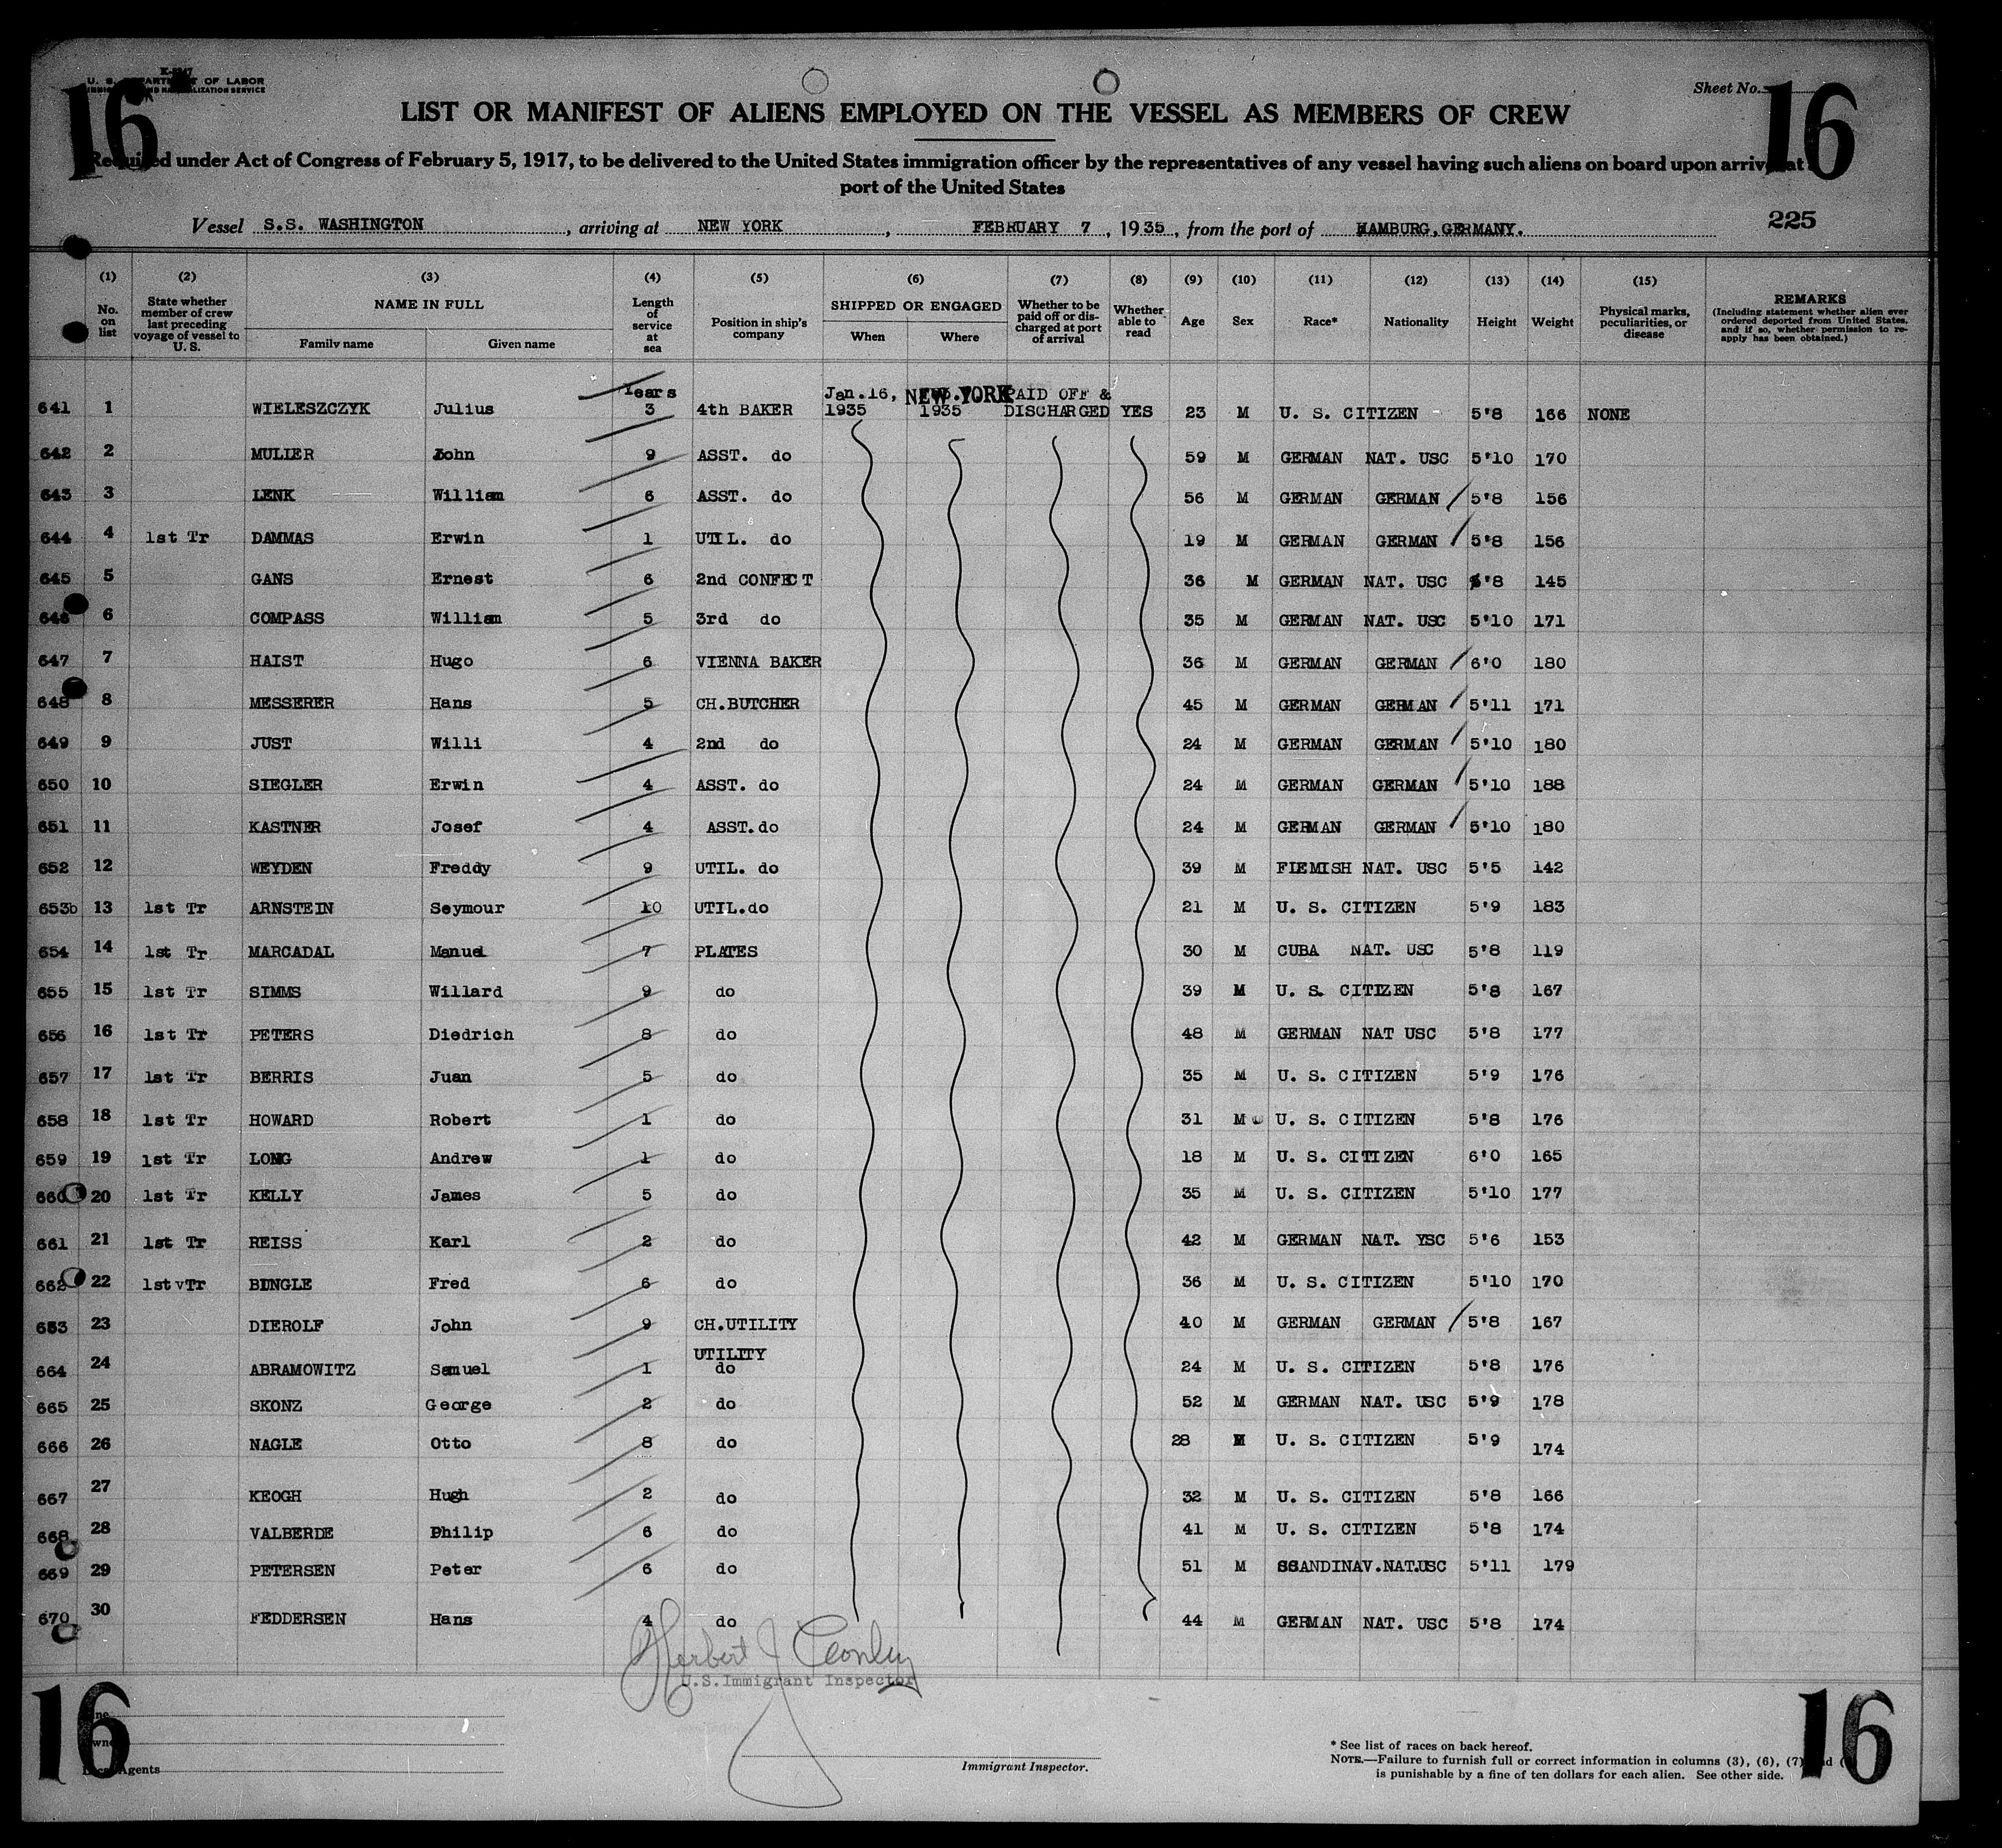 16
U. S. DEPARTMENT OF LABOR
Sheet No. 16
LIST OR MANIFEST OF ALIENS EMPLOYED ON THE VESSEL AS MEMBERS OF CREW
Required under Act of Congress of February 5, 1917, to be delivered to the United States immigration officer by the representatives of any vessel having such aliens on board upon arrival at
port of the United States
225
Vessel S.S. WASHINGTON, arriving at NEW YORK, FEBRUARY 7, 1935, from the port of HAMBURG, GERMANY.
(1) (2) (3) (4) (5) (6) (7) (8) (9) (10) (11) (12) (13) (14) (15)
No. on list
State whether member of crew last preceding voyage of vessel to U. S.
NAME IN FULL
Family name Given name
Length of service at sea
Position in ship's company
SHIPPED OR ENGAGED
When Where
Whether to be paid off or discharged at port of arrival
Whether able to read
Age Sex Race* Nationality Height Weight
Physical marks, peculiarities, or disease
REMARKS
(Including statement whether alien ever ordered deported from United States, and if so, whether permission to reapply has been obtained.)
Years Jan.16, NEW YORK PAID OFF &
641 1 WIELESZCZYK Julius 3 4th BAKER 1935 1935 DISCHARGED YES 23 M U. S. CITIZEN 5'8 166 NONE
642 2 MULLER John 9 ASST. do 59 M GERMAN NAT. USC 5'10 170
643 3 LENK William 6 ASST. do 56 M GERMAN GERMAN 5'8 156
644 4 1st Tr DAMMAS Erwin 1 UTIL. do 19 M GERMAN GERMAN 5'8 156
645 5 GANS Ernest 6 2nd CONFECT 36 M GERMAN NAT. USC 5'8 145
646 6 COMPASS William 5 3rd do 35 M GERMAN NAT. USC 5'10 171
647 7 HAIST Hugo 6 VIENNA BAKER 36 M GERMAN GERMAN 6'0 180
648 8 MESSERER Hans 5 CH.BUTCHER 45 M GERMAN GERMAN 5'11 171
649 9 JUST Willi 4 2nd do 24 M GERMAN GERMAN 5'10 180
650 10 SIEGLER Erwin 4 ASST. do 24 M GERMAN GERMAN 5'10 188
651 11 KASTNER Josef 4 ASST.do 24 M GERMAN GERMAN 5'10 180
652 12 WEYDEN Freddy 9 UTIL. do 39 M FLEMISH NAT. USC 5'5 142
653b 13 1st Tr ARNSTEIN Seymour 10 UTIL.do 21 M U. S. CITIZEN 5'9 183
654 14 1st Tr MARCADAL Manuel 7 PLATES 30 M CUBA NAT. USC 5'8 119
655 15 1st Tr SIMMS Willard 9 do 39 M U. S. CITIZEN 5'8 167
656 16 1st Tr PETERS Diedrich 8 do 48 M GERMAN NAT USC 5'8 177
657 17 1st Tr BERRIS Juan 5 do 35 M U. S. CITIZEN 5'9 176
658 18 1st Tr HOWARD Robert 1 do 31 M U. S. CITIZEN 5'8 176
659 19 1st Tr LONG Andrew 1 do 18 M U. S. CITIZEN 6'0 165
660 20 1st Tr KELLY James 5 do 35 M U. S. CITIZEN 5'10 177
661 21 1st Tr REISS Karl 2 do 42 M GERMAN NAT. YSC 5'6 153
662 22 1stvTr BUNGLE Fred 6 do 36 M U. S. CITIZEN 5'10 170
663 23 DIEROLF John 9 CH.UTILITY 40 M GERMAN GERMAN 5'8 167
UTILITY
664 24 ABRAMOWITZ Samuel 1 do 24 M U. S. CITIZEN 5'8 176
665 25 SKONZ George 2 do 52 M GERMAN NAT. USC 5'9 178
666 26 NAGLE Otto 8 do 28 M U. S. CITIZEN 5'9 174
667 27 KEOGH Hugh 2 do 32 M U. S. CITIZEN 5'8 166
668 28 VALBERDE Philip 6 do 41 M U. S. CITIZEN 5'8 174
669 29 PETERSEN Peter 6 do 51 M SCANDINAV.NAT.USC 5'11 179
670 30 FEDDERSEN Hans 4 do 44 M GERMAN NAT. USC 5'8 174
Herbert J Conley
U.S.Immigrant Inspector
16 16
Agents
Immigrant Inspector.
* See list of races on back hereof.
NOTE.—Failure to furnish full or correct information in columns (3), (6), (7) and (
is punishable by a fine of ten dollars for each alien. See other side.